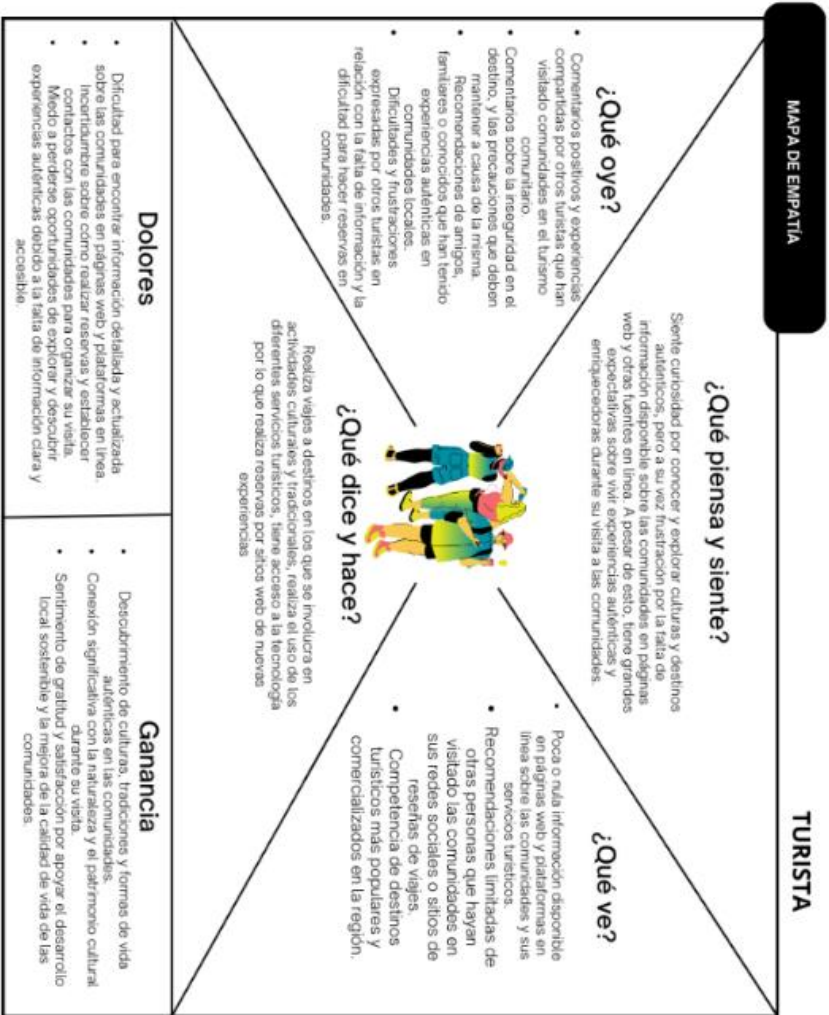 MAPA DE EMPATÍA
TURISTA
¿Qué piensa y siente?
Siente curiosidad por conocer y explorar culturas y destinos
auténticos, pero a su vez frustración por la falta de
información disponible sobre las comunidades en páginas
web y otras fuentes en línea. A pesar de esto, tiene grandes
expectativas sobre vivir experiencias auténticas y
enriquecedoras durante su visita a las comunidades.
¿Qué oye?
• Comentarios positivos y experiencias
compartidas por otros turistas que han
visitado comunidades en el turismo
comunitario.
• Comentarios sobre la inseguridad en el
destino, y las precauciones que deben
mantener a causa de la misma.
• Recomendaciones de amigos,
familiares o conocidos que han tenido
experiencias auténticas en
comunidades locales.
• Dificultades y frustraciones
expresadas por otros turistas en
relación con la falta de información y la
dificultad para hacer reservas en
comunidades.
¿Qué ve?
• Poca o nula información disponible
en páginas web y plataformas en
línea sobre las comunidades y sus
servicios turísticos.
• Recomendaciones limitadas de
otras personas que hayan
visitado las comunidades en
sus redes sociales o sitios de
reseñas de viajes.
• Competencia de destinos
turísticos más populares y
comercializados en la región.
¿Qué dice y hace?
Realiza viajes a destinos en los que se involucra en
actividades culturales y tradicionales, realiza el uso de los
diferentes servicios turísticos, tiene acceso a la tecnología
por lo que realiza reservas por sitios web de nuevas
experiencias
Dolores
• Dificultad para encontrar información detallada y actualizada
sobre las comunidades en páginas web y plataformas en línea.
• Incertidumbre sobre cómo realizar reservas y establecer
contactos con las comunidades para organizar su visita.
• Miedo a perderse oportunidades de explorar y descubrir
experiencias auténticas debido a la falta de información clara y
accesible.
Ganancia
• Descubrimiento de culturas, tradiciones y formas de vida
auténticas en las comunidades.
• Conexión significativa con la naturaleza y el patrimonio cultural
durante su visita.
• Sentimiento de gratitud y satisfacción por apoyar el desarrollo
local sostenible y la mejora de la calidad de vida de las
comunidades.